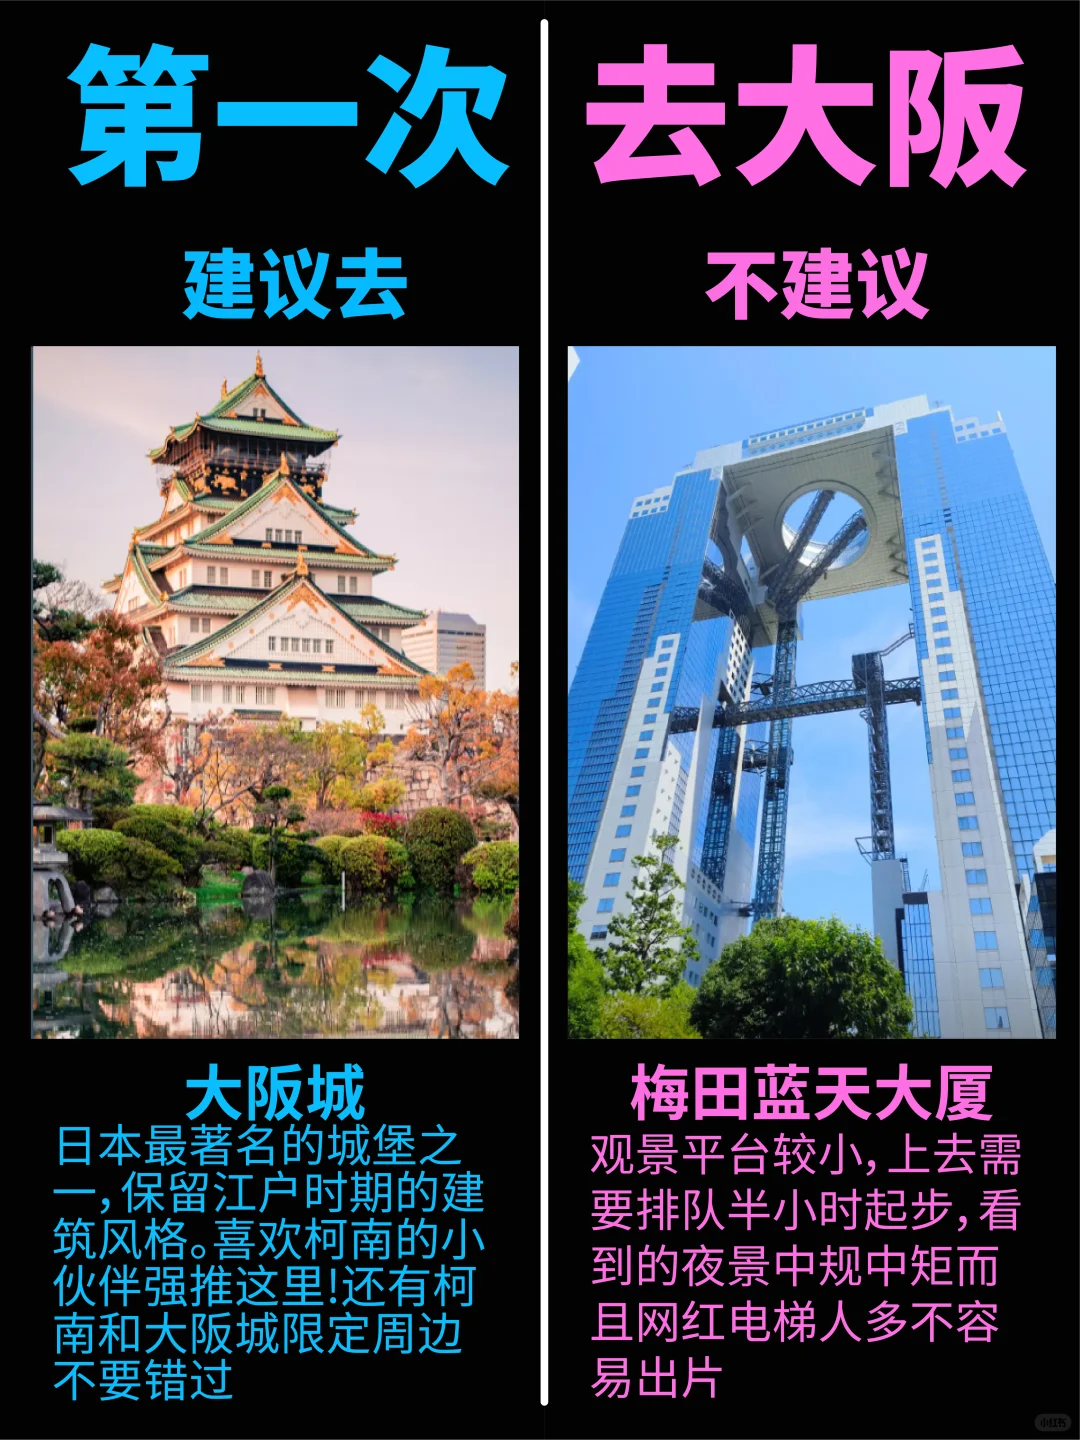 第一次
去大阪
建议去
不建议
大阪城
日本最著名的城堡之
一，保留江户时期的建
筑风格。喜欢柯南的小
伙伴强推这里！还有柯
南和大阪城限定周边
不要错过
梅田蓝天大厦
观景平台较小，上去需
要排队半小时起步，看
到的夜景中规中矩而
且网红电梯人多不容
易出片
小红书